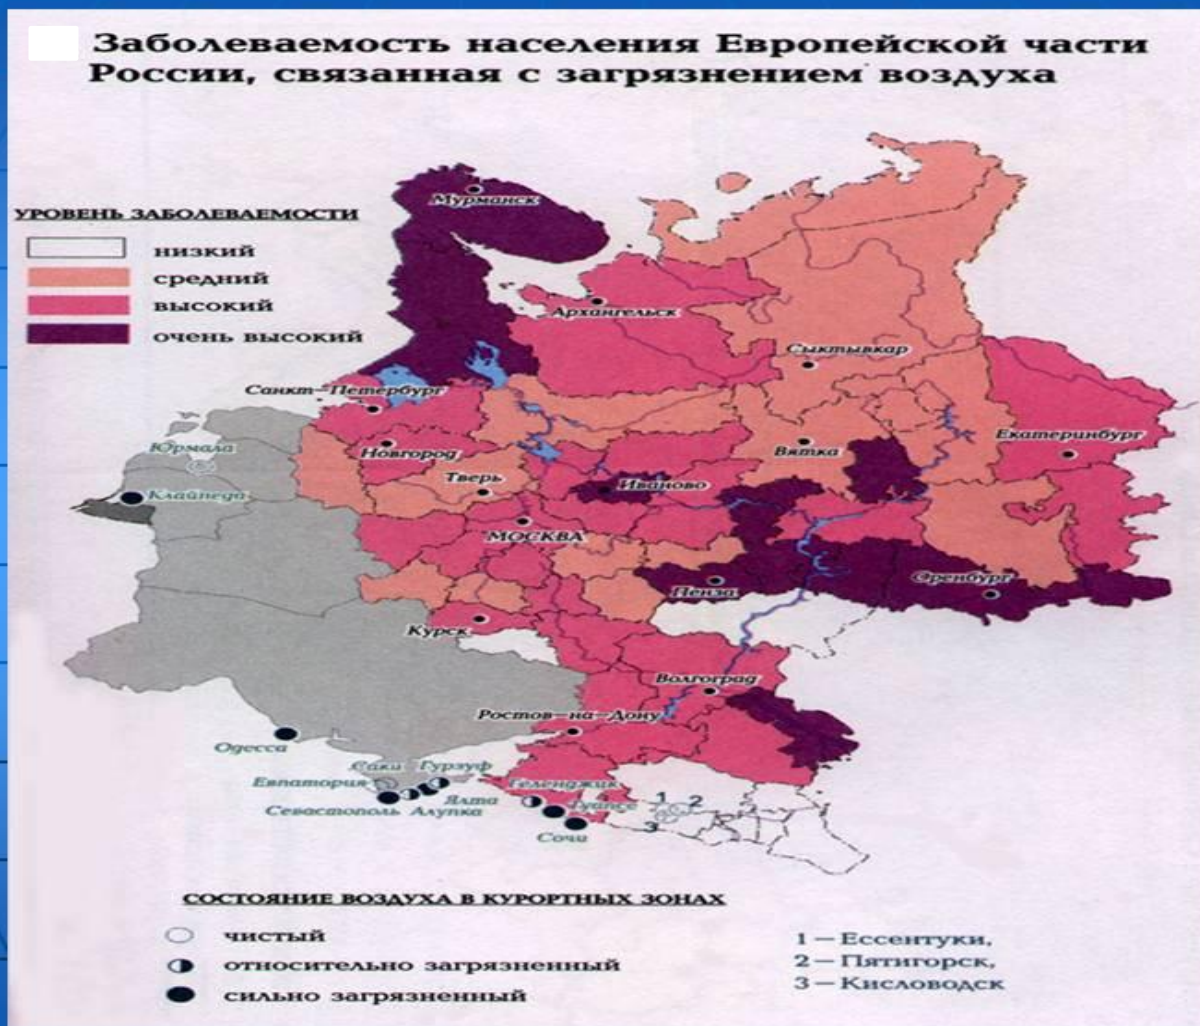 Заболеваемость населения Европейской части
России, связанная с загрязнением воздуха
УРОВЕНЬ ЗАБОЛЕВАЕМОСТИ
низкий
средний
высокий
очень высокий
Мурманск
Архангельск
Сыктывкар
Санкт-Петербург
Екатеринбург
Юрмала
Новгород
Вятка
Тверь
Клайпеда
Иваново
МОСКВА
Оренбург
Пенза
Курск
Волгоград
Ростов-на-Дону
Одесса
Саки
Гурзуф
Евпатория
Геленджик
Ялта
Туапсе
Севастополь
Алупка
Сочи
1
2
3
СОСТОЯНИЕ ВОЗДУХА В КУРОРТНЫХ ЗОНАХ
чистый
относительно загрязненный
сильно загрязненный
1 — Ессентуки,
2 — Пятигорск,
3 — Кисловодск